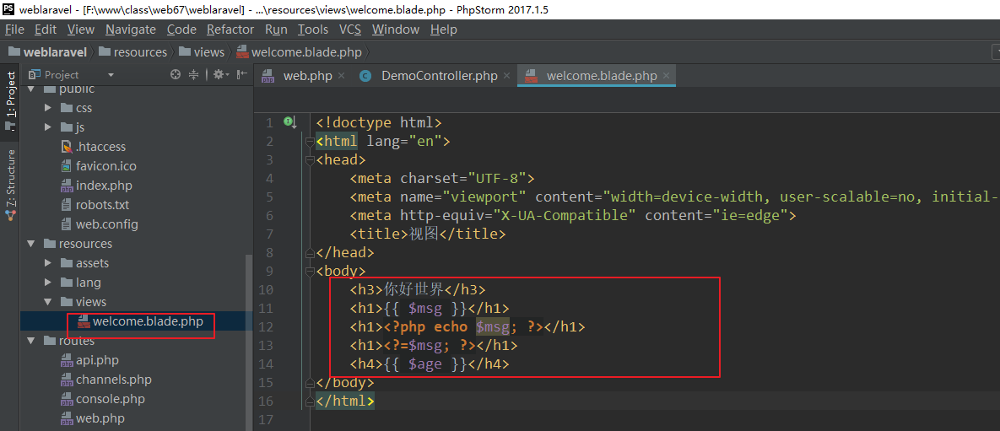 weblaravel - [F:\www\class\web67\weblaravel] - ...\resources\views\welcome.blade.php - PhpStorm 2017.1.5
File Edit View Navigate Code Refactor Run Tools VCS Window Help
weblaravel resources views welcome.blade.php
Project
web.php DemoController.php welcome.blade.php
1: Project
7: Structure
public
css
js
.htaccess
favicon.ico
index.php
robots.txt
web.config
resources
assets
lang
views
welcome.blade.php
routes
api.php
channels.php
console.php
web.php
1 <!doctype html>
2 <html lang="en">
3 <head>
4 <meta charset="UTF-8">
5 <meta name="viewport" content="width=device-width, user-scalable=no, initial-
6 <meta http-equiv="X-UA-Compatible" content="ie=edge">
7 <title>视图</title>
8 </head>
9 <body>
10 <h3>你好世界</h3>
11 <h1>{{ $msg }}</h1>
12 <h1><?php echo $msg; ?></h1>
13 <h1><?=$msg; ?></h1>
14 <h4>{{ $age }}</h4>
15 </body>
16 </html>
17